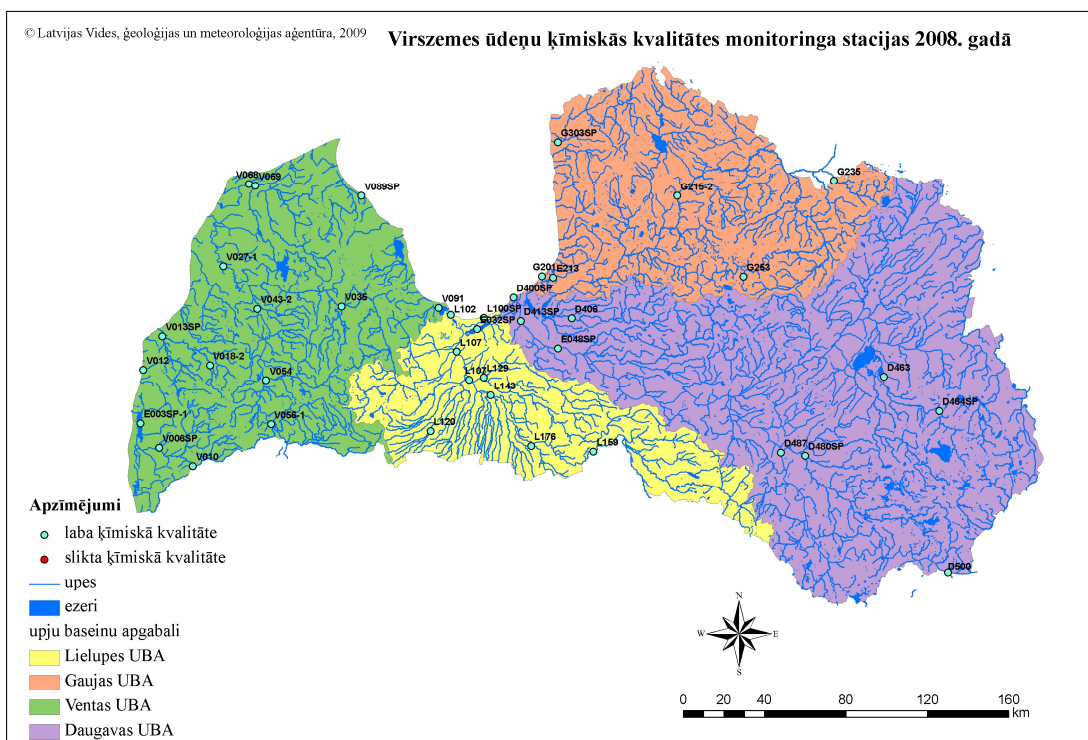 © Latvijas Vides, ģeoloģijas un meteoroloģijas aģentūra, 2009
Virszemes ūdeņu ķīmiskās kvalitātes monitoringa stacijas 2008. gadā
G303SP
V068
V069
V089SP
G215-2
G235
V027-1
G201
E213
G253
D400SP
V043-2
V035
V091
L102
L100SP
D413SP
D406
E032SP
V013SP
L107
E048SP
V012
V018-2
V054
L107
L129
L143
D463
D464SP
E003SP-1
V056-1
L120
V006SP
L176
L159
D487
D480SP
V010
D500
Apzīmējumi
laba ķīmiskā kvalitāte
slikta ķīmiskā kvalitāte
upes
ezeri
upju baseinu apgabali
Lielupes UBA
Gaujas UBA
Ventas UBA
Daugavas UBA
N
W
E
S
0 20 40 80 120 160
km